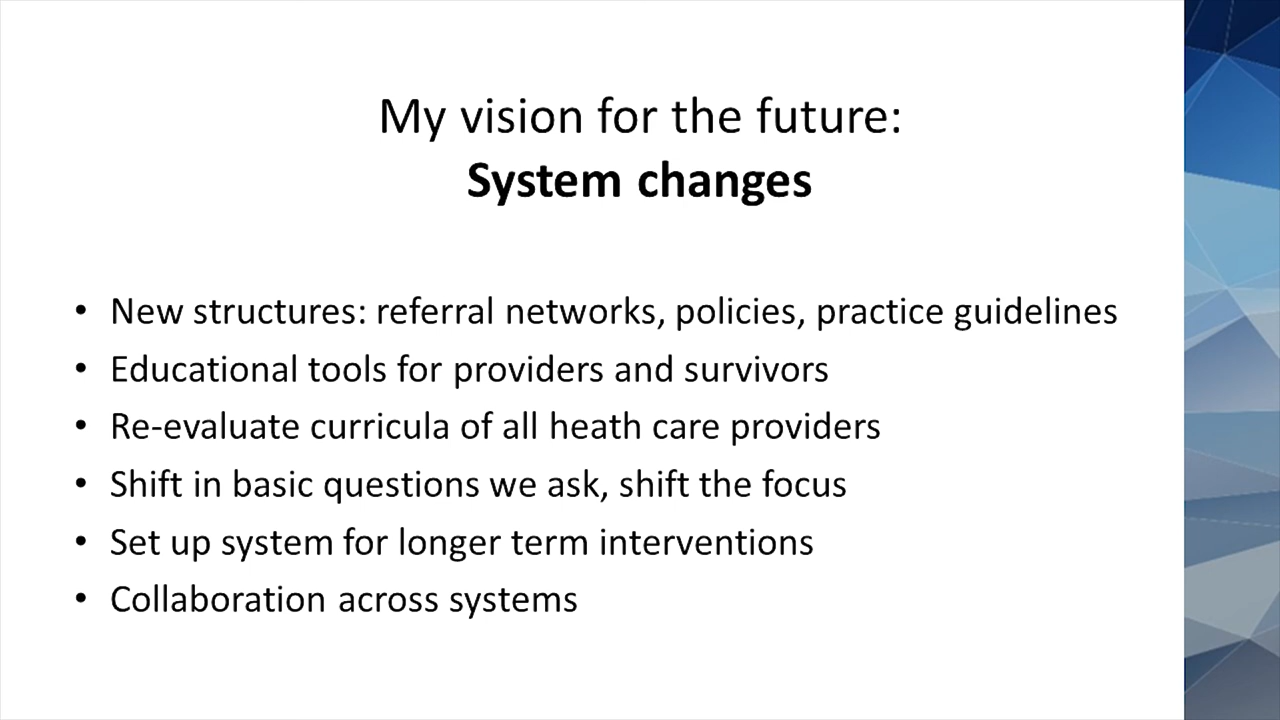 My vision for the future:
System changes
• New structures: referral networks, policies, practice guidelines
• Educational tools for providers and survivors
• Re-evaluate curricula of all heath care providers
• Shift in basic questions we ask, shift the focus
• Set up system for longer term interventions
• Collaboration across systems